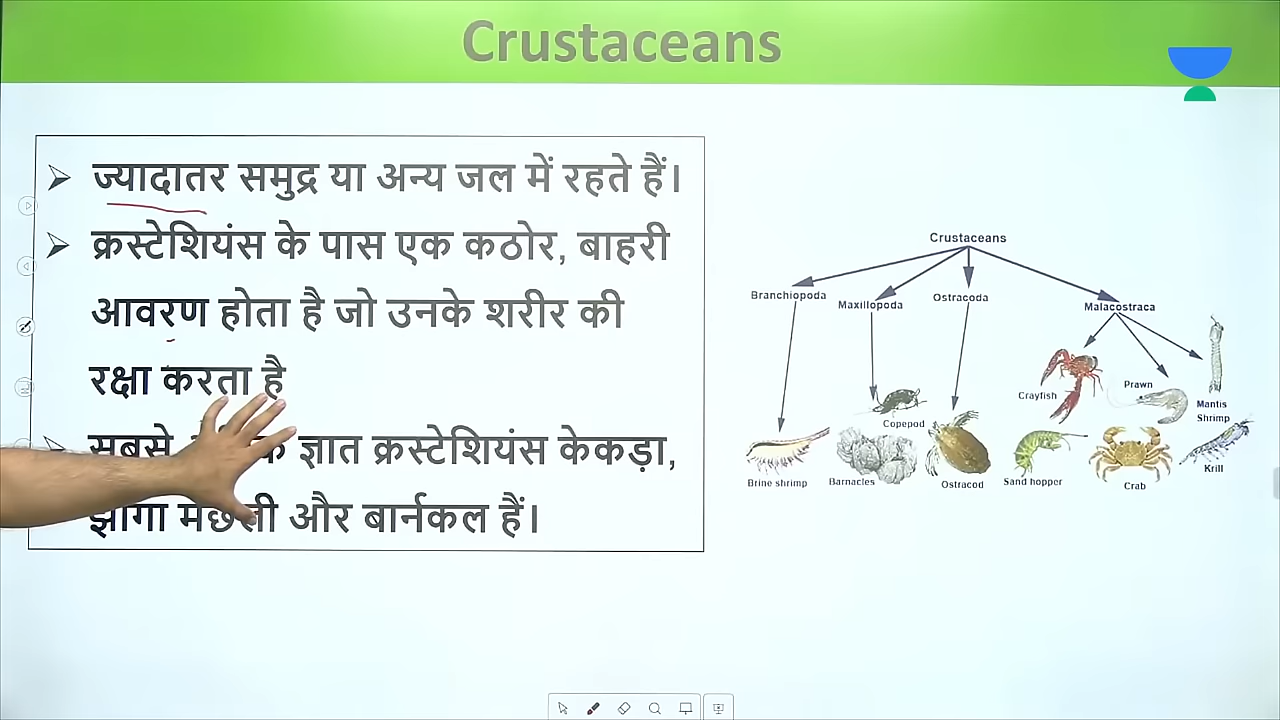 Crustaceans
ज्यादातर समुद्र या अन्य जल में रहते हैं।
क्रस्टेशियंस के पास एक कठोर, बाहरी
आवरण होता है जो उनके शरीर की
रक्षा करता है
सबसे ज्ञात क्रस्टेशियंस केकड़ा,
झींगा मछली और बार्नकल हैं।
Crustaceans
Branchiopoda
Maxillopoda
Ostracoda
Malacostraca
Crayfish
Prawn
Mantis
Shrimp
Copepod
Brine shrimp
Barnacles
Ostracod
Sand hopper
Crab
Krill